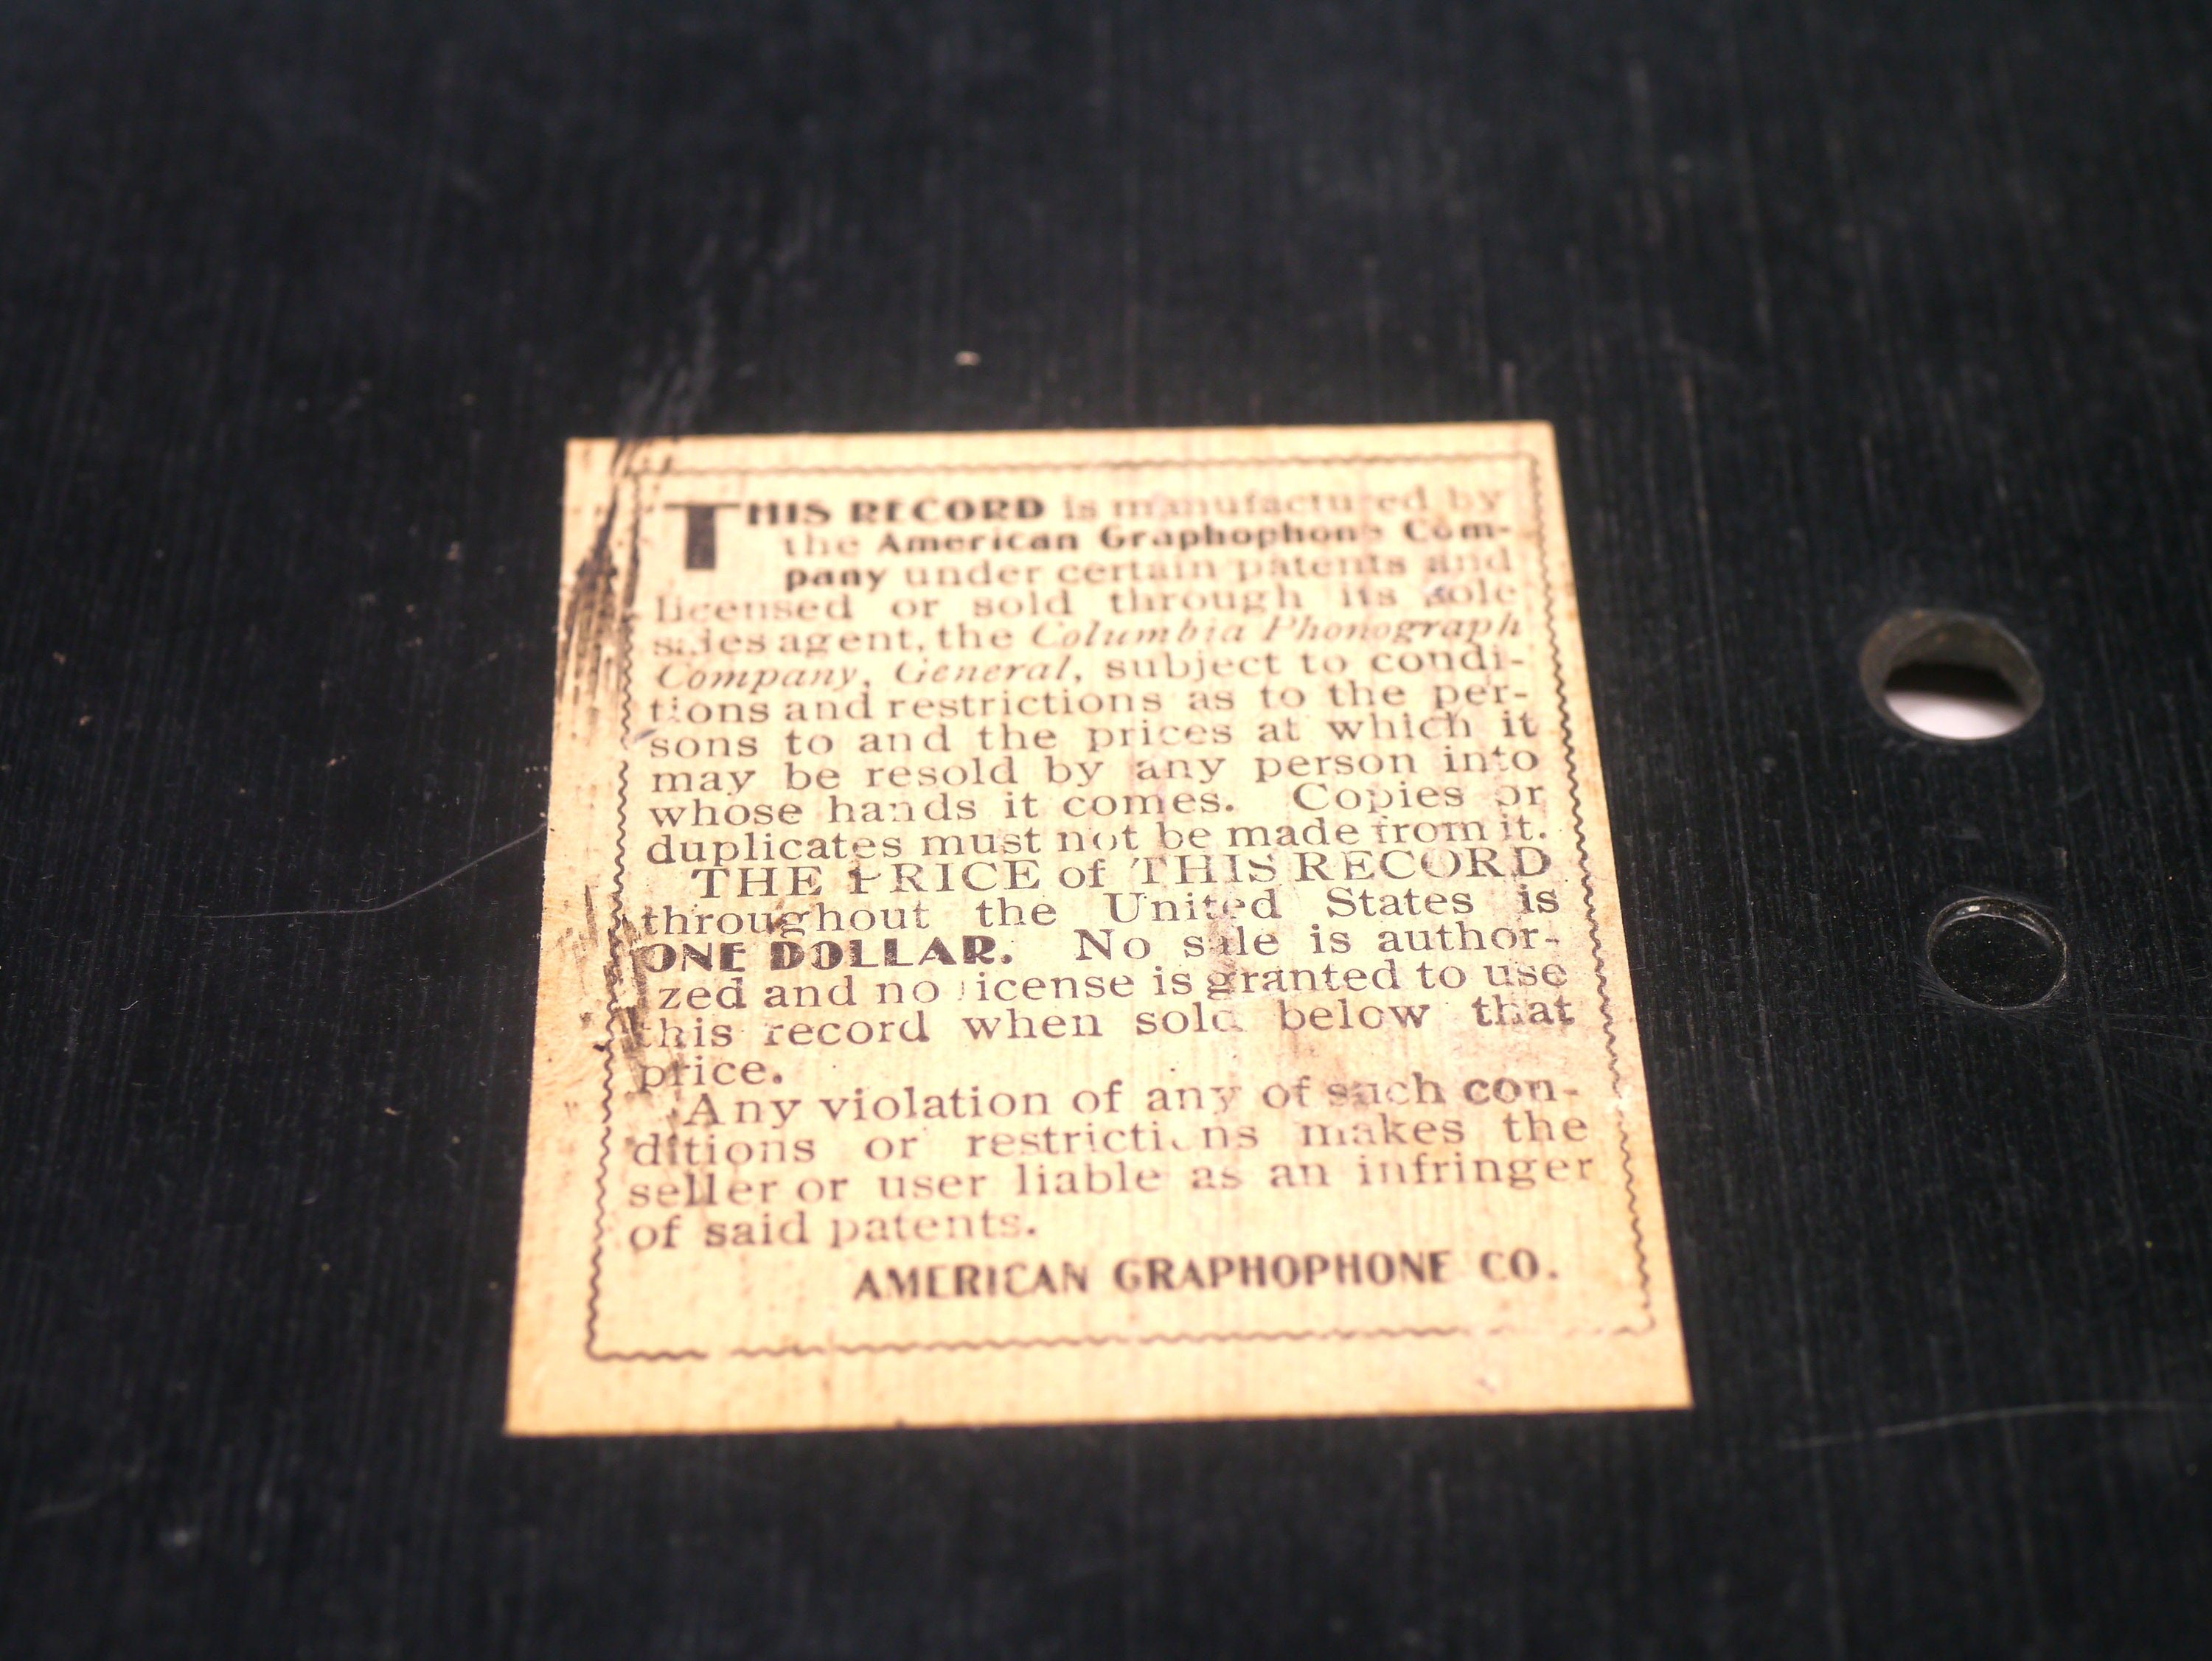 THIS RECORD is manufactured by
the American Graphophone Com-
pany under certain patents and
licensed or sold through its sole
sales agent, the Columbia Phonograph
Company, General, subject to condi-
tions and restrictions as to the per-
sons to and the prices at which it
may be resold by any person into
whose hands it comes. Copies or
duplicates must not be made from it.
THE PRICE of THIS RECORD
throughout the United States is
ONE DOLLAR. No sale is author-
ized and no license is granted to use
this record when sold below that
price.
Any violation of any of such con-
ditions or restrictions makes the
seller or user liable as an infringer
of said patents.
AMERICAN GRAPHOPHONE CO.